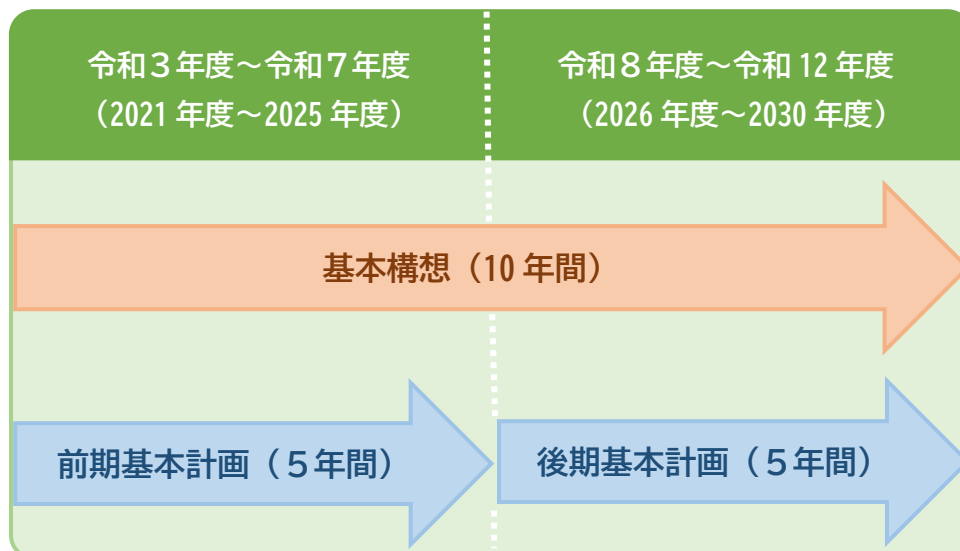 令和３年度～令和７年度
（2021 年度～2025 年度）
令和８年度～令和 12 年度
（2026 年度～2030 年度）
基本構想（10 年間）
前期基本計画（５年間）
後期基本計画（５年間）